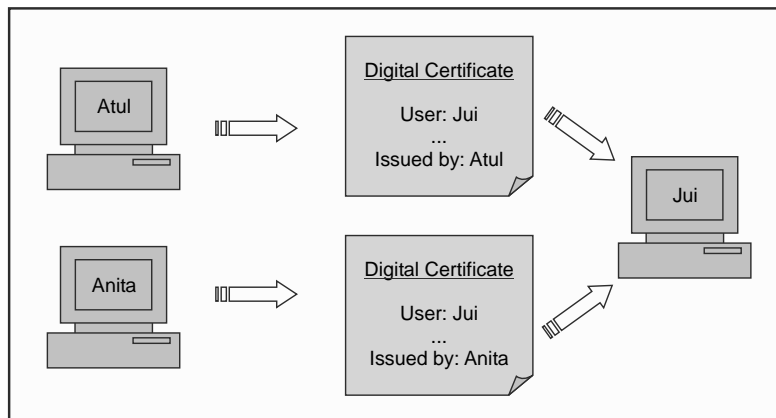 Atul
Digital Certificate
User: Jui
...
Issued by: Atul
Jui
Anita
Digital Certificate
User: Jui
...
Issued by: Anita